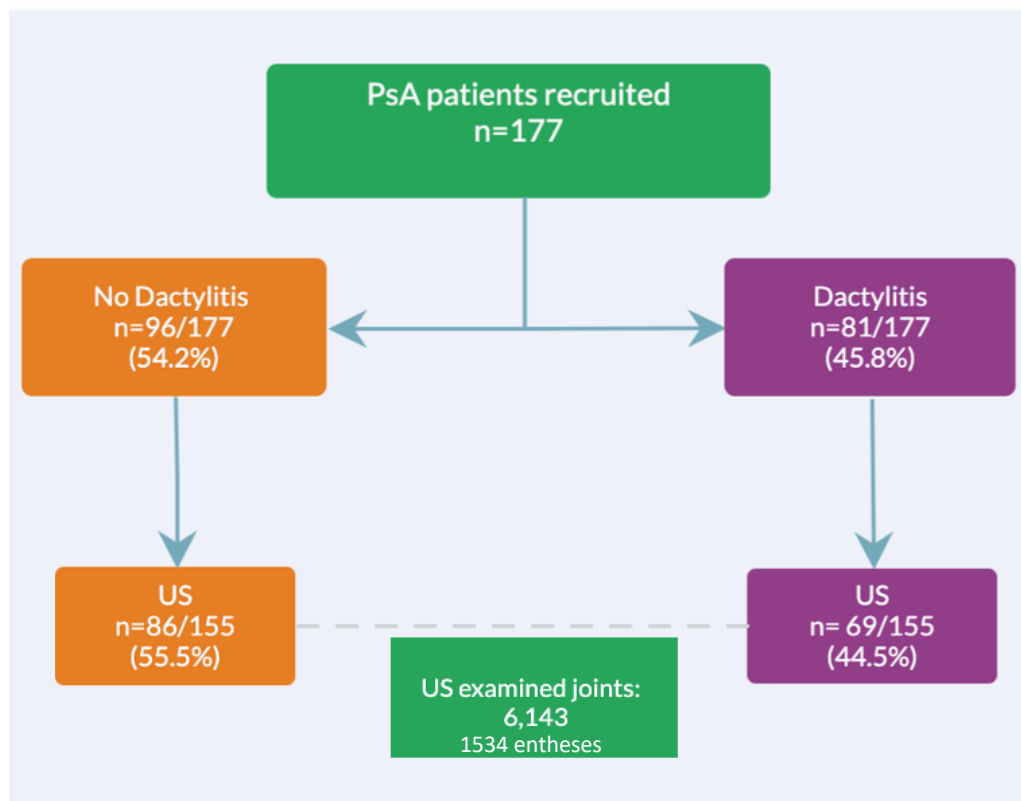 PsA patients recruited
n=177
No Dactylitis
n=96/177
(54.2%)
Dactylitis
n=81/177
(45.8%)
US
n=86/155
(55.5%)
US
n= 69/155
(44.5%)
US examined joints:
6,143
1534 entheses